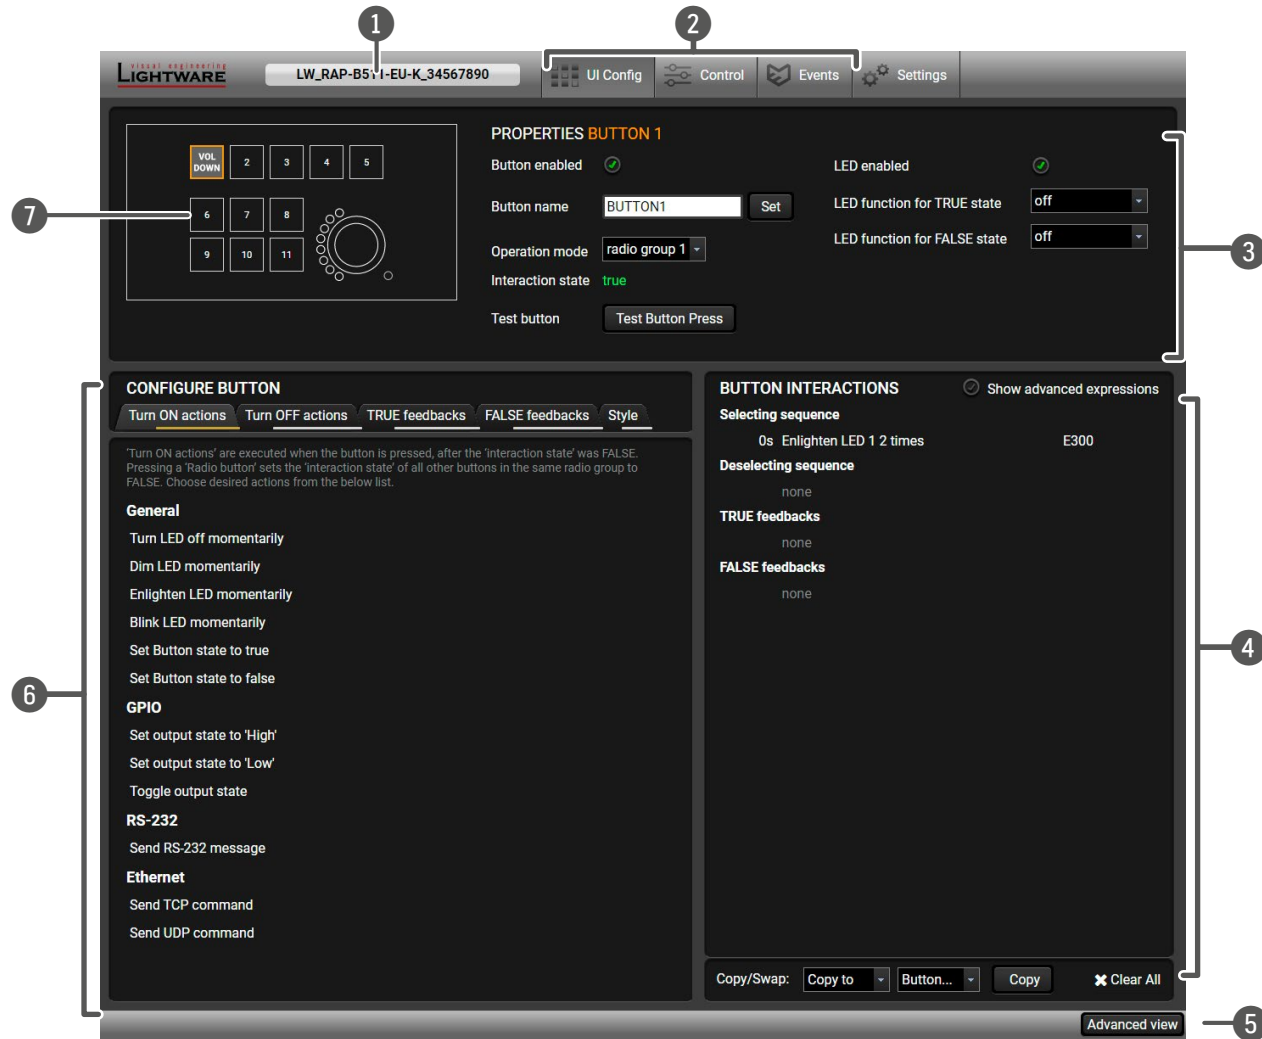 1
2
visual engineering
LIGHTWARE
LW_RAP-B511-EU-K_34567890
UI Config
Control
Events
Settings
PROPERTIES BUTTON 1
VOL DOWN 2 3 4 5
6 7 8
9 10 11
Button enabled
Button name BUTTON1 Set
Operation mode radio group 1
Interaction state true
Test button Test Button Press
LED enabled
LED function for TRUE state off
LED function for FALSE state off
7
3
CONFIGURE BUTTON
Turn ON actions Turn OFF actions TRUE feedbacks FALSE feedbacks Style
'Turn ON actions' are executed when the button is pressed, after the 'interaction state' was FALSE.
Pressing a 'Radio button' sets the 'interaction state' of all other buttons in the same radio group to
FALSE. Choose desired actions from the below list.
General
Turn LED off momentarily
Dim LED momentarily
Enlighten LED momentarily
Blink LED momentarily
Set Button state to true
Set Button state to false
GPIO
Set output state to 'High'
Set output state to 'Low'
Toggle output state
RS-232
Send RS-232 message
Ethernet
Send TCP command
Send UDP command
6
BUTTON INTERACTIONS
Show advanced expressions
Selecting sequence
0s Enlighten LED 1 2 times E300
Deselecting sequence
none
TRUE feedbacks
none
FALSE feedbacks
none
4
Copy/Swap: Copy to Button... Copy Clear All
Advanced view
5